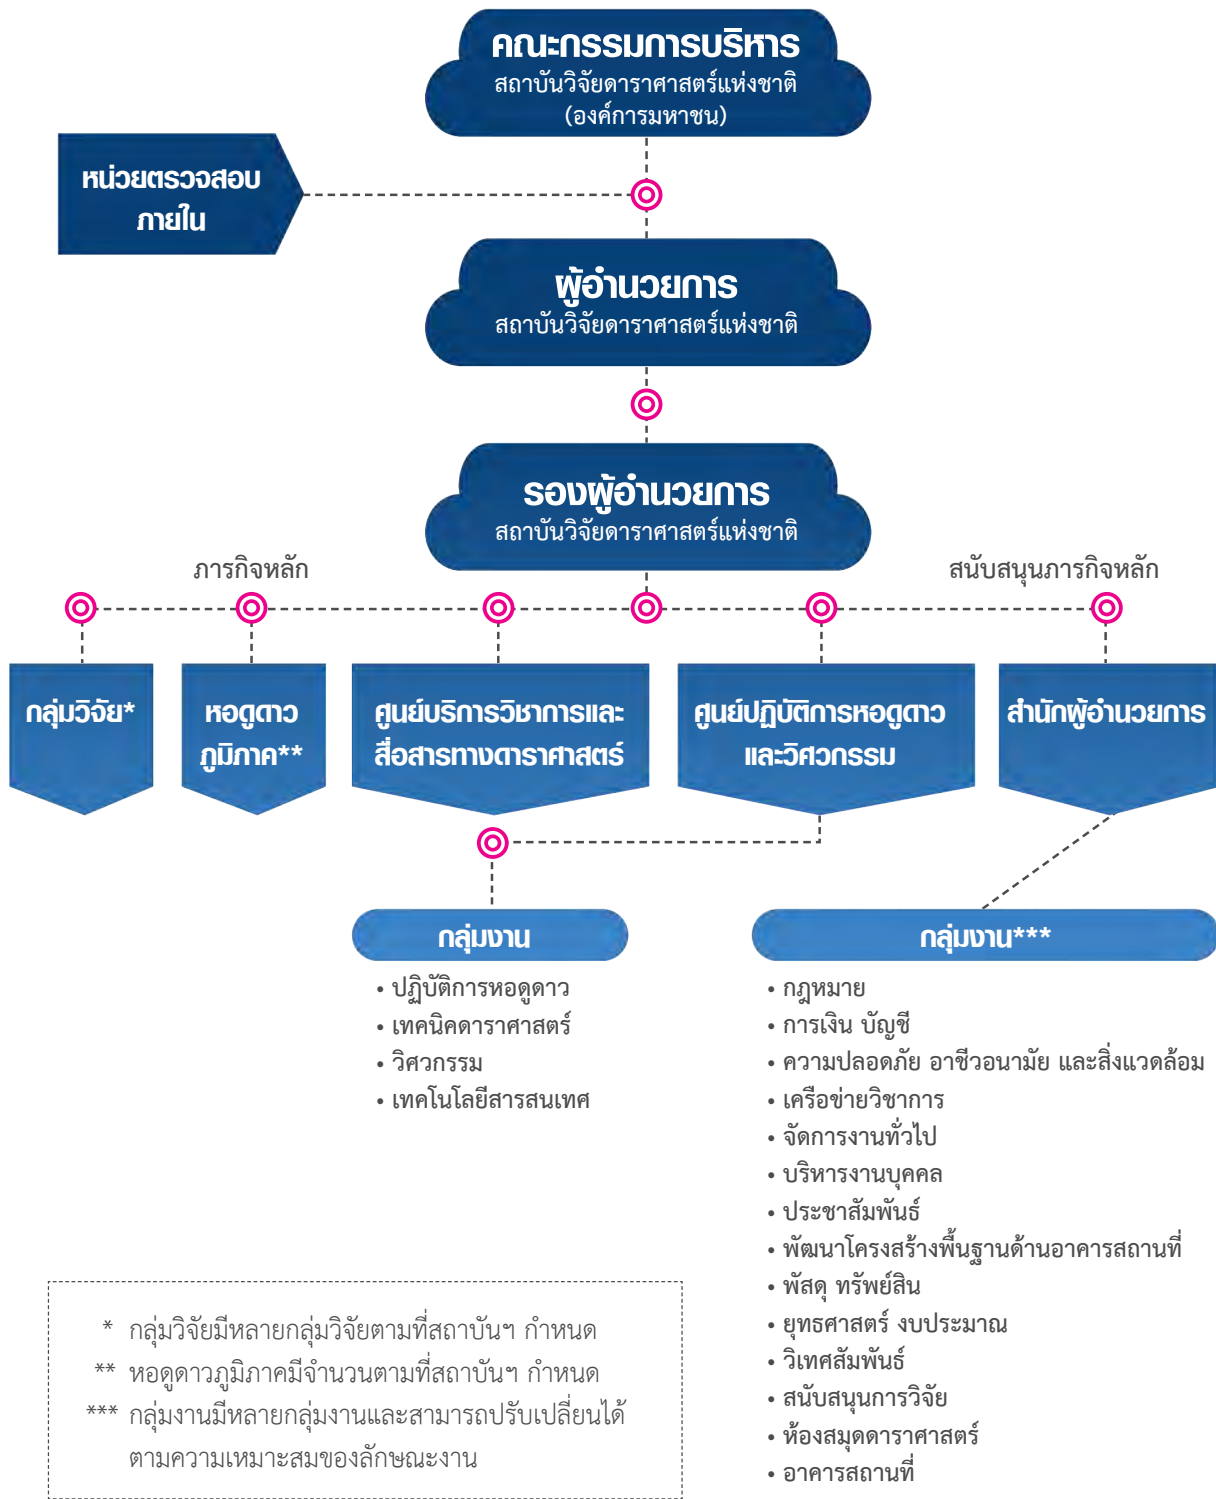 คณะกรรมการบริหาร
สถาบันวิจัยดาราศาสตร์แห่งชาติ
(องค์การมหาชน)
หน่วยตรวจสอบ
ภายใน
ผู้อำนวยการ
สถาบันวิจัยดาราศาสตร์แห่งชาติ
รองผู้อำนวยการ
สถาบันวิจัยดาราศาสตร์แห่งชาติ
ภารกิจหลัก
สนับสนุนภารกิจหลัก
กลุ่มวิจัย*
หอดูดาว
ภูมิภาค**
ศูนย์บริการวิชาการและ
สื่อสารทางดาราศาสตร์
ศูนย์ปฏิบัติการหอดูดาว
และวิศวกรรม
สำนักผู้อำนวยการ
กลุ่มงาน
• ปฏิบัติการหอดูดาว
• เทคนิคดาราศาสตร์
• วิศวกรรม
• เทคโนโลยีสารสนเทศ
กลุ่มงาน***
• กฎหมาย
• การเงิน บัญชี
• ความปลอดภัย อาชีวอนามัย และสิ่งแวดล้อม
• เครือข่ายวิชาการ
• จัดการงานทั่วไป
• บริหารงานบุคคล
• ประชาสัมพันธ์
• พัฒนาโครงสร้างพื้นฐานด้านอาคารสถานที่
• พัสดุ ทรัพย์สิน
• ยุทธศาสตร์ งบประมาณ
• วิเทศสัมพันธ์
• สนับสนุนการวิจัย
• ห้องสมุดดาราศาสตร์
• อาคารสถานที่
* กลุ่มวิจัยมีหลายกลุ่มวิจัยตามที่สถาบันฯ กำหนด
** หอดูดาวภูมิภาคมีจำนวนตามที่สถาบันฯ กำหนด
*** กลุ่มงานมีหลายกลุ่มงานและสามารถปรับเปลี่ยนได้
ตามความเหมาะสมของลักษณะงาน